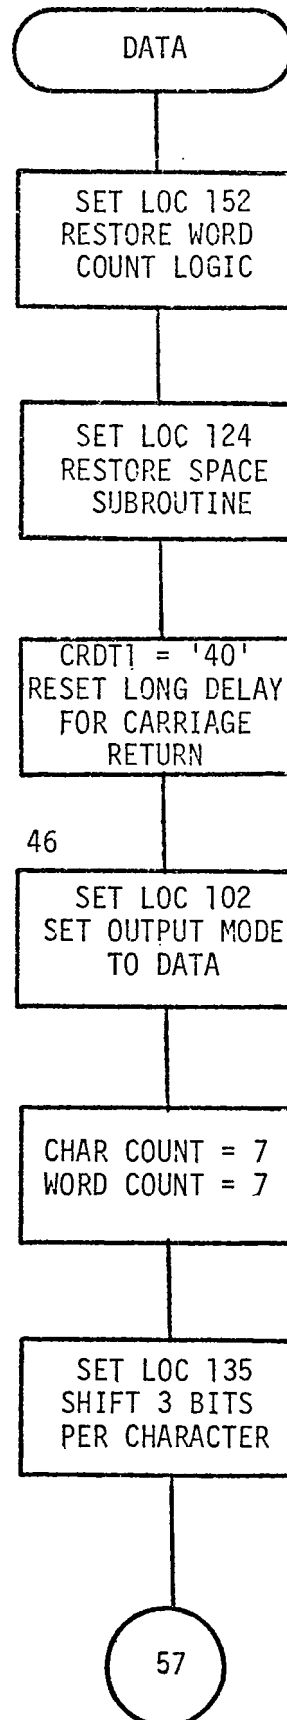 DATA
SET LOC 152
RESTORE WORD
COUNT LOGIC
SET LOC 124
RESTORE SPACE
SUBROUTINE
CRDT1 = '40'
RESET LONG DELAY
FOR CARRIAGE
RETURN
46
SET LOC 102
SET OUTPUT MODE
TO DATA
CHAR COUNT = 7
WORD COUNT = 7
SET LOC 135
SHIFT 3 BITS
PER CHARACTER
57